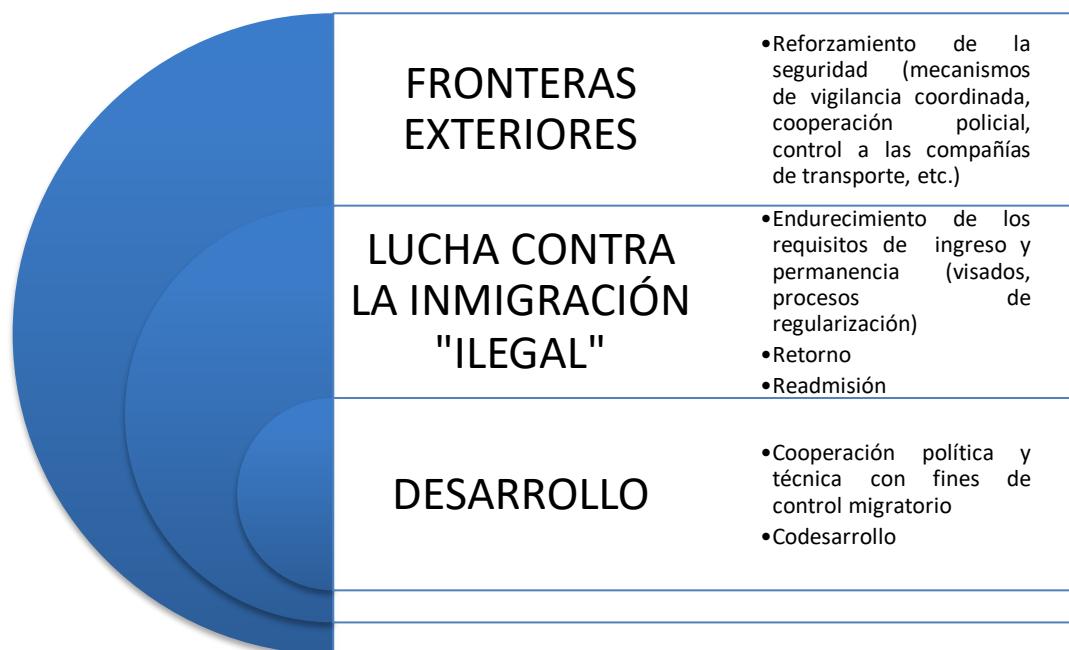 FRONTERAS
EXTERIORES
•Reforzamiento de la
seguridad (mecanismos
de vigilancia coordinada,
cooperación policial,
control a las compañías
de transporte, etc.)
LUCHA CONTRA
LA INMIGRACIÓN
"ILEGAL"
•Endurecimiento de los
requisitos de ingreso y
permanencia (visados,
procesos de
regularización)
•Retorno
•Readmisión
DESARROLLO
•Cooperación política y
técnica con fines de
control migratorio
•Codesarrollo